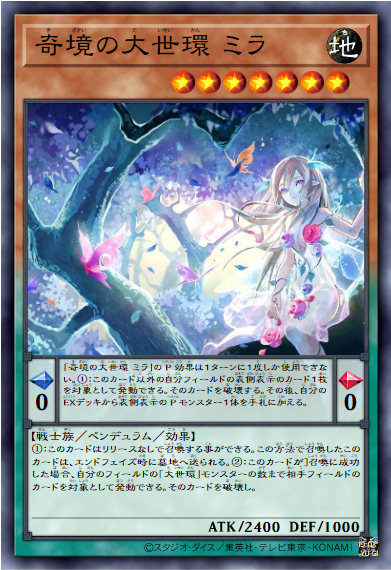 奇境の大世環 ミラ
地
『奇境の大世環 ミラ』のP効果は1ターンに1度しか使用できな
い。①:このカード以外の自分フィールドの表側表示のカード1枚
を対象として発動できる。そのカードを破壊する。その後、自分の
EXデッキから表側表示のPモンスター1体を手札に加える。
0
0
【戦士族/ペンデュラム/効果】
①:このカードはリリースなしで召喚する事ができる。この方法で召喚したこの
カードは、エンドフェイズ時に墓地へ送られる。②:このカードが召喚に成功
した場合、自分のフィールドの「大世環」モンスターの数まで相手フィールドの
カードを対象として発動できる。そのカードを破壊し。
ATK/2400 DEF/1000
©スタジオ・ダイス/集英社・テレビ東京・KONAMI